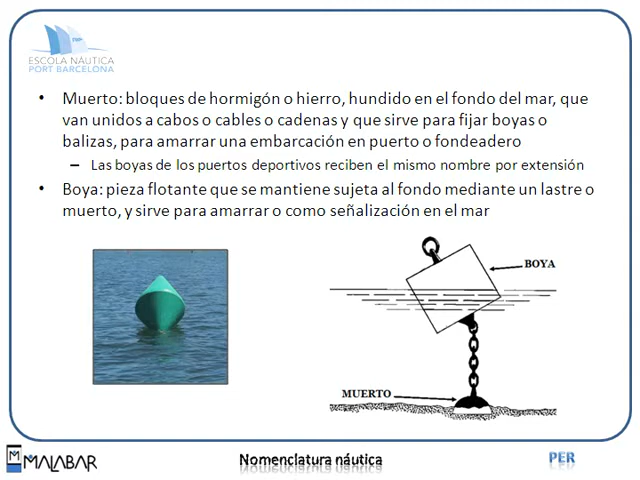 ESCOLA NÁUTICA
PORT BARCELONA
• Muerto: bloques de hormigón o hierro, hundido en el fondo del mar, que
van unidos a cabos o cables o cadenas y que sirve para fijar boyas o
balizas, para amarrar una embarcación en puerto o fondeadero
– Las boyas de los puertos deportivos reciben el mismo nombre por extensión
• Boya: pieza flotante que se mantiene sujeta al fondo mediante un lastre o
muerto, y sirve para amarrar o como señalización en el mar
BOYA
MUERTO
MALABAR
Nomenclatura náutica
PER